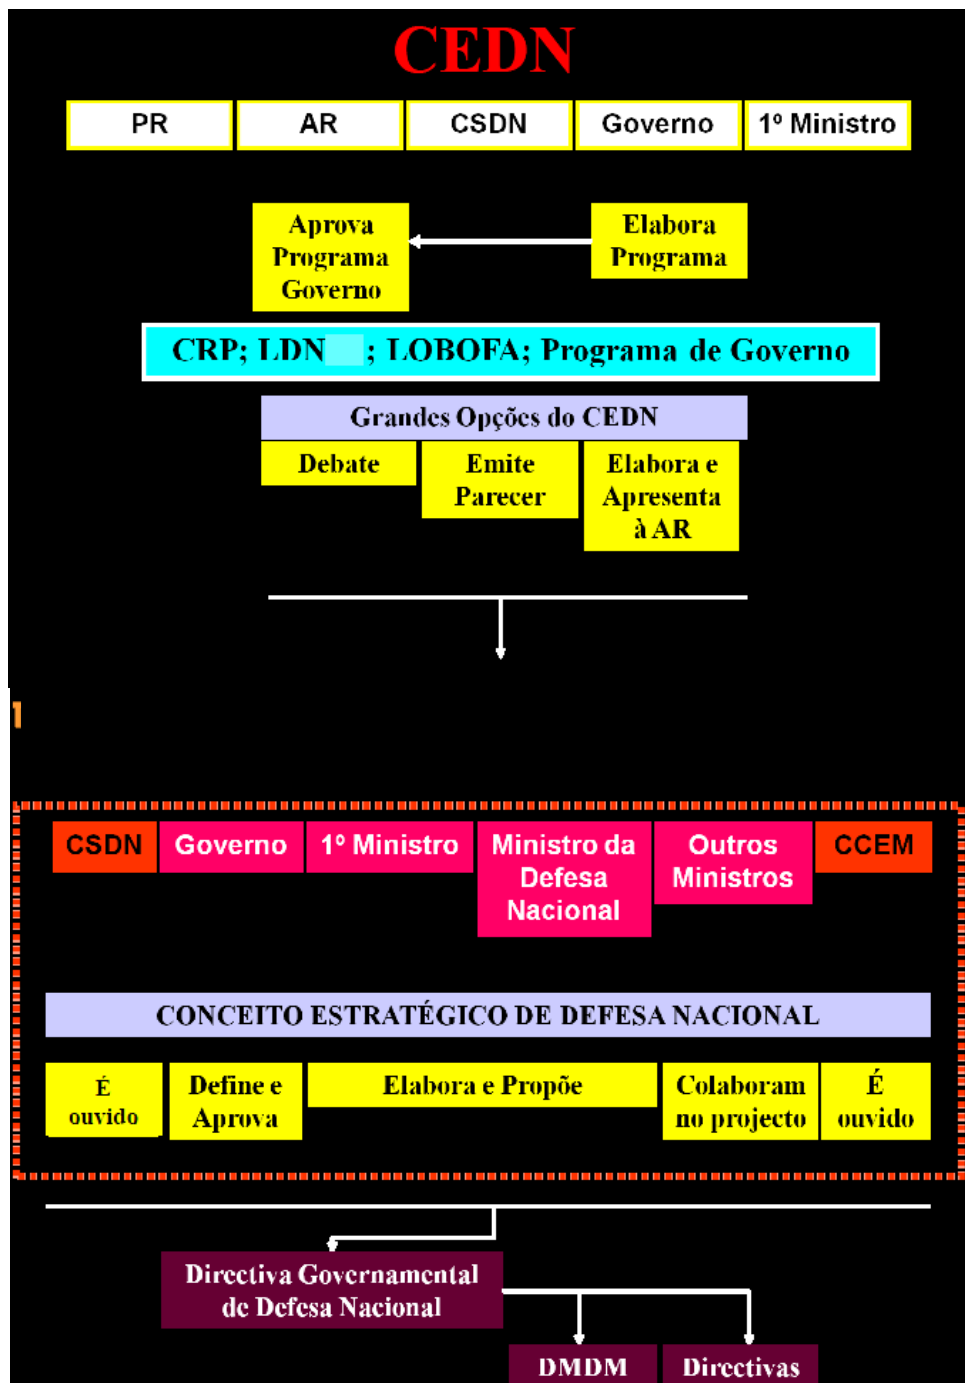 CEDN
PR AR CSDN Governo 1º Ministro
Aprova
Programa
Governo
Elabora
Programa
CRP; LDN ; LOBOFA; Programa de Governo
Grandes Opções do CEDN
Debate
Emite
Parecer
Elabora e
Apresenta
à AR
1
CSDN
Governo
1º Ministro
Ministro da
Defesa
Nacional
Outros
Ministros
CCEM
CONCEITO ESTRATÉGICO DE DEFESA NACIONAL
É
ouvido
Define e
Aprova
Elabora e Propõe
Colaboram
no projecto
É
ouvido
Directiva Governamental
de Defesa Nacional
DMDM
Directivas